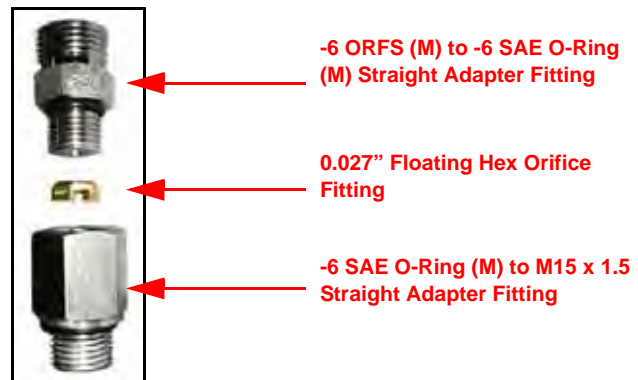 -6 ORFS (M) to -6 SAE O-Ring
(M) Straight Adapter Fitting
0.027” Floating Hex Orifice
Fitting
-6 SAE O-Ring (M) to M15 x 1.5
Straight Adapter Fitting